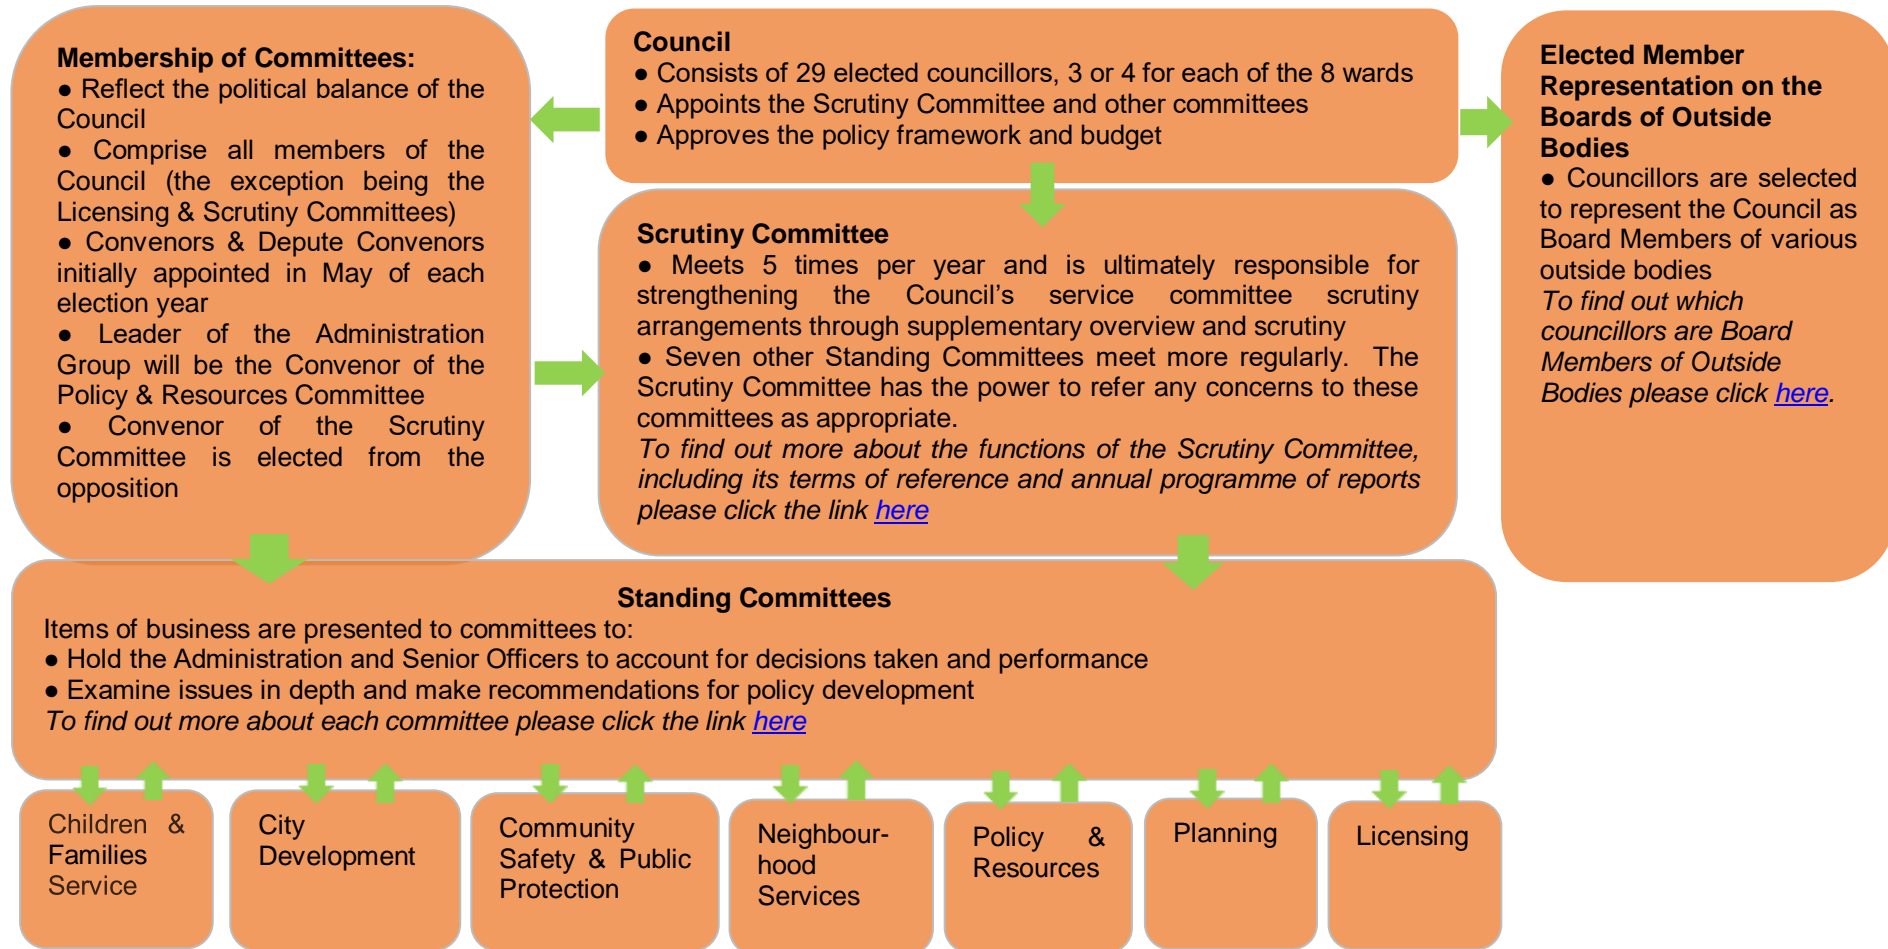 Membership of Committees:
● Reflect the political balance of the
Council
● Comprise all members of the
Council (the exception being the
Licensing & Scrutiny Committees)
● Convenors & Depute Convenors
initially appointed in May of each
election year
● Leader of the Administration
Group will be the Convenor of the
Policy & Resources Committee
● Convenor of the Scrutiny
Committee is elected from the
opposition
Council
● Consists of 29 elected councillors, 3 or 4 for each of the 8 wards
● Appoints the Scrutiny Committee and other committees
● Approves the policy framework and budget
Scrutiny Committee
● Meets 5 times per year and is ultimately responsible for
strengthening the Council’s service committee scrutiny
arrangements through supplementary overview and scrutiny
● Seven other Standing Committees meet more regularly. The
Scrutiny Committee has the power to refer any concerns to these
committees as appropriate.
To find out more about the functions of the Scrutiny Committee,
including its terms of reference and annual programme of reports
please click the link here
Elected Member
Representation on the
Boards of Outside
Bodies
● Councillors are selected
to represent the Council as
Board Members of various
outside bodies
To find out which
councillors are Board
Members of Outside
Bodies please click here.
Standing Committees
Items of business are presented to committees to:
● Hold the Administration and Senior Officers to account for decisions taken and performance
● Examine issues in depth and make recommendations for policy development
To find out more about each committee please click the link here
Children &
Families
Service
City
Development
Community
Safety & Public
Protection
Neighbour-
hood
Services
Policy &
Resources
Planning
Licensing